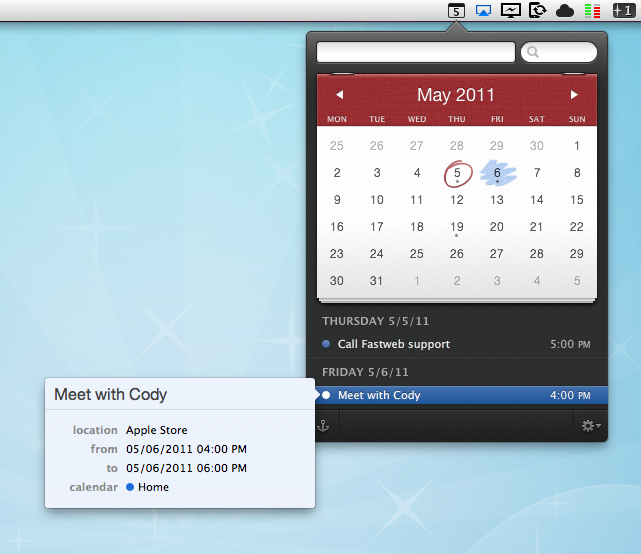 5
1
May 2011
MON TUE WED THU FRI SAT SUN
25 26 27 28 29 30 1
2 3 4 5 6 7 8
9 10 11 12 13 14 15
16 17 18 19 20 21 22
23 24 25 26 27 28 29
30 31 1 2 3 4 5
THURSDAY 5/5/11
Call Fastweb support 5:00 PM
FRIDAY 5/6/11
Meet with Cody 4:00 PM
Meet with Cody
location Apple Store
from 05/06/2011 04:00 PM
to 05/06/2011 06:00 PM
calendar Home